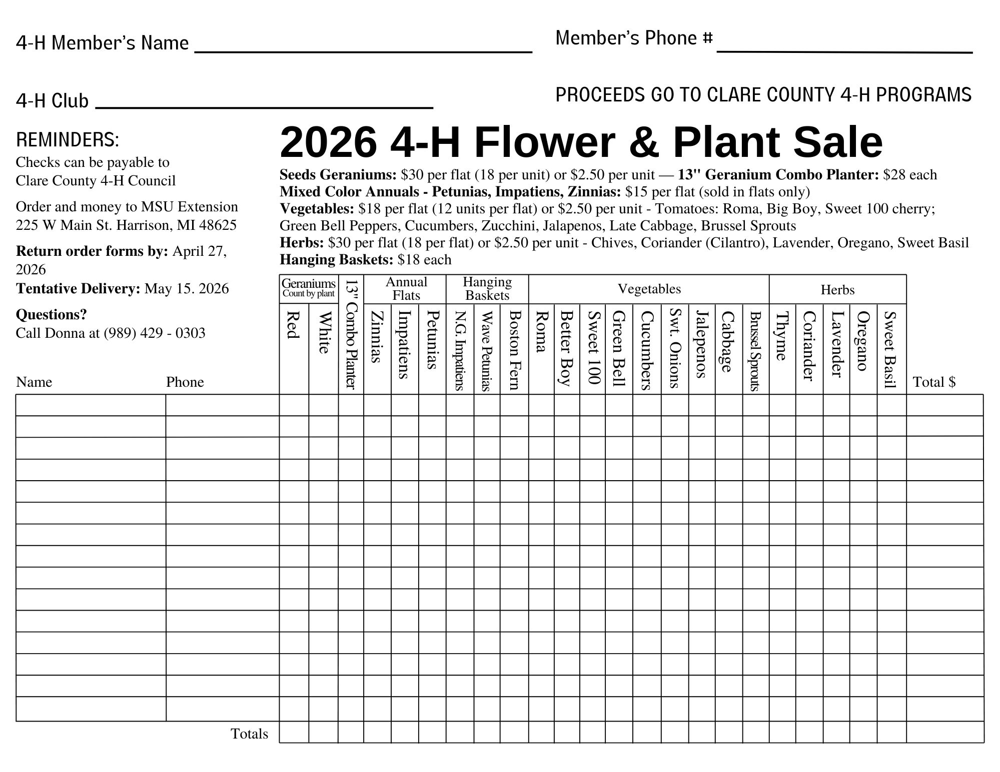 4-H Member's Name
Member's Phone #
4-H Club
PROCEEDS GO TO CLARE COUNTY 4-H PROGRAMS
REMINDERS:
Checks can be payable to
Clare County 4-H Council
Order and money to MSU Extension
225 W Main St. Harrison, MI 48625
Return order forms by: April 27,
2026
Tentative Delivery: May 15. 2026
Questions?
Call Donna at (989) 429 - 0303
2026 4-H Flower & Plant Sale
Seeds Geraniums: $30 per flat (18 per unit) or $2.50 per unit — 13" Geranium Combo Planter: $28 each
Mixed Color Annuals - Petunias, Impatiens, Zinnias: $15 per flat (sold in flats only)
Vegetables: $18 per flat (12 units per flat) or $2.50 per unit - Tomatoes: Roma, Big Boy, Sweet 100 cherry;
Green Bell Peppers, Cucumbers, Zucchini, Jalapenos, Late Cabbage, Brussel Sprouts
Herbs: $30 per flat (18 per flat) or $2.50 per unit - Chives, Coriander (Cilantro), Lavender, Oregano, Sweet Basil
Hanging Baskets: $18 each
Geraniums
Count by plant
13" Combo Planter
Annual
Flats
Hanging
Baskets
Vegetables
Herbs
Red
White
Zinnias
Impatiens
Petunias
N.G. Impatiens
Wave Petunias
Boston Fern
Roma
Better Boy
Sweet 100
Green Bell
Cucumbers
Swt. Onions
Jalepenos
Cabbage
Brusel Sprouts
Thyme
Coriander
Lavender
Oregano
Sweet Basil
Name
Phone
Total $
Totals